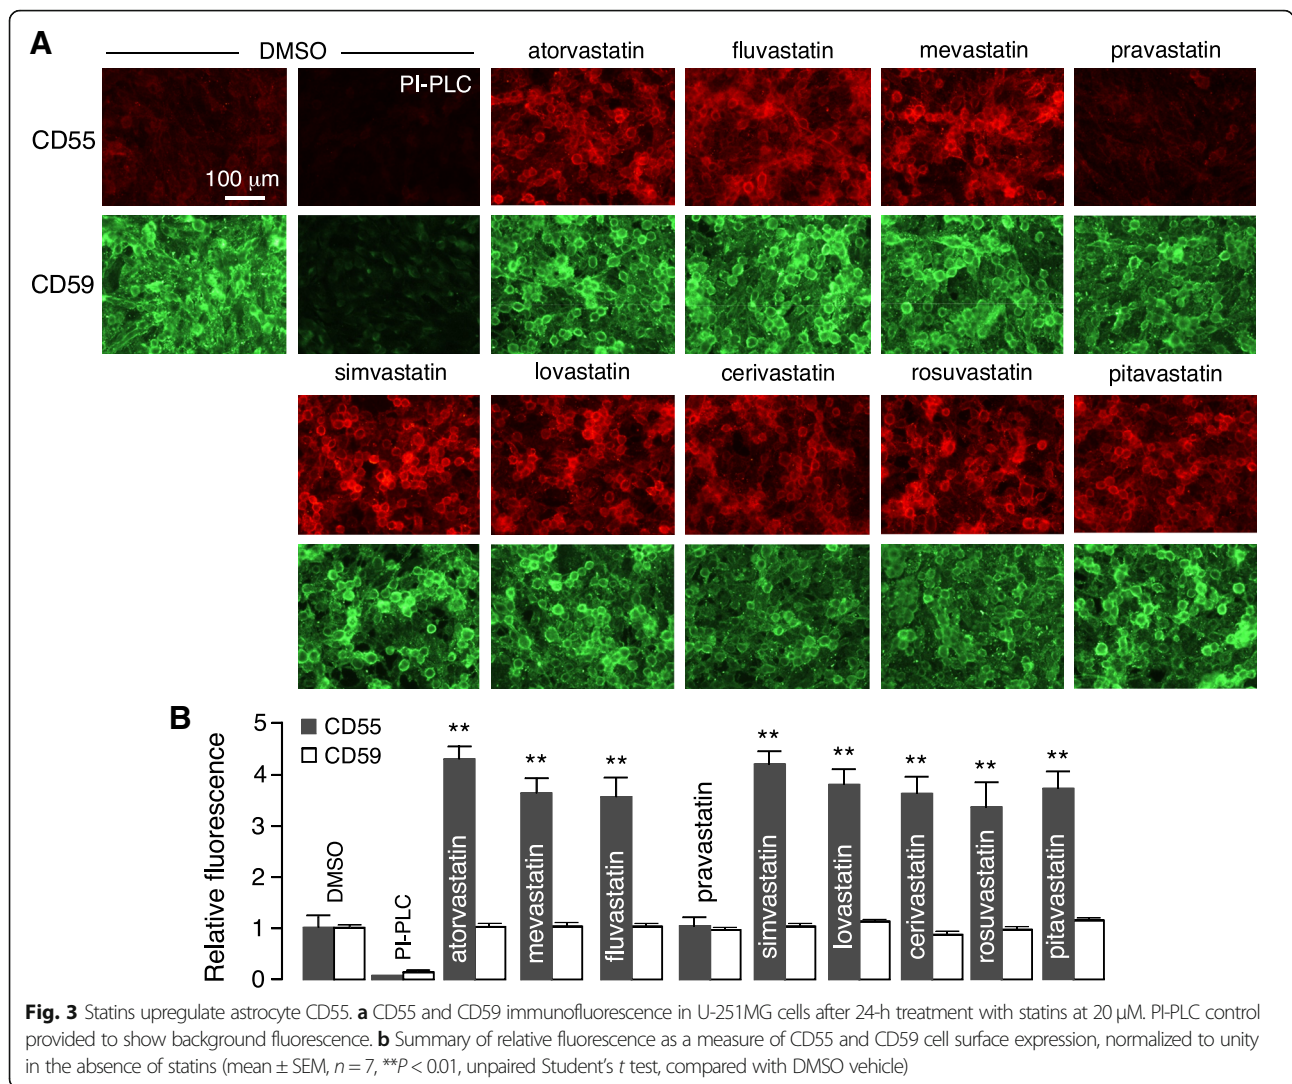 A
DMSO
atorvastatin
fluvastatin
mevastatin
pravastatin
PI-PLC
CD55
100 μm
CD59
simvastatin
lovastatin
cerivastatin
rosuvastatin
pitavastatin
B
5
4
3
2
1
0
Relative fluorescence
CD55
CD59
DMSO
PI-PLC
**
atorvastatin
**
mevastatin
**
fluvastatin
pravastatin
**
simvastatin
**
lovastatin
**
cerivastatin
**
rosuvastatin
**
pitavastatin
Fig. 3 Statins upregulate astrocyte CD55. a CD55 and CD59 immunofluorescence in U-251MG cells after 24-h treatment with statins at 20 μM. PI-PLC control
provided to show background fluorescence. b Summary of relative fluorescence as a measure of CD55 and CD59 cell surface expression, normalized to unity
in the absence of statins (mean ± SEM, n = 7, **P < 0.01, unpaired Student's t test, compared with DMSO vehicle)